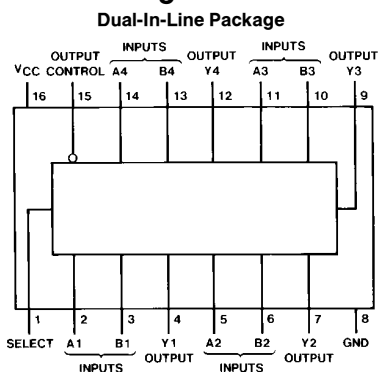 Dual-In-Line Package
INPUTS INPUTS
OUTPUT OUTPUT OUTPUT
VCC CONTROL A4 B4 Y4 A3 B3 Y3
16 15 14 13 12 11 10 9
1 2 3 4 5 6 7 8
SELECT A1 B1 Y1 A2 B2 Y2 GND
OUTPUT OUTPUT
INPUTS INPUTS